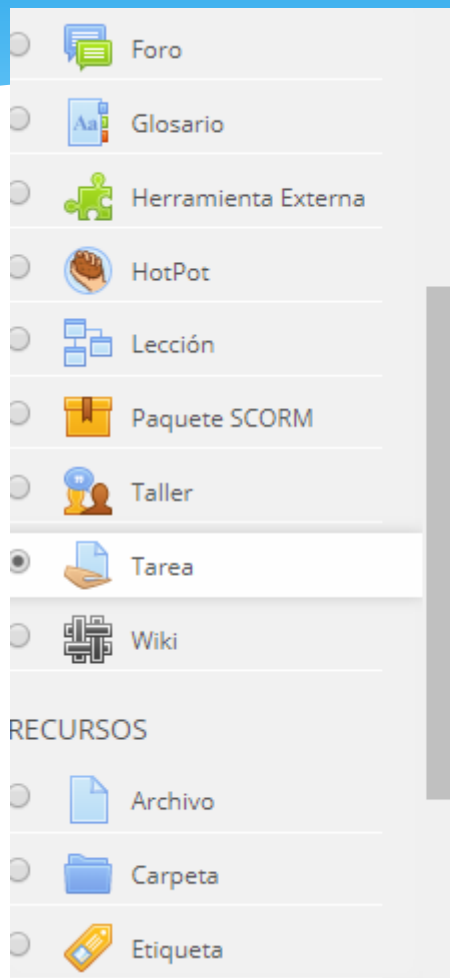 Foro
Glosario
Herramienta Externa
HotPot
Lección
Paquete SCORM
Taller
Tarea
Wiki
RECURSOS
Archivo
Carpeta
Etiqueta